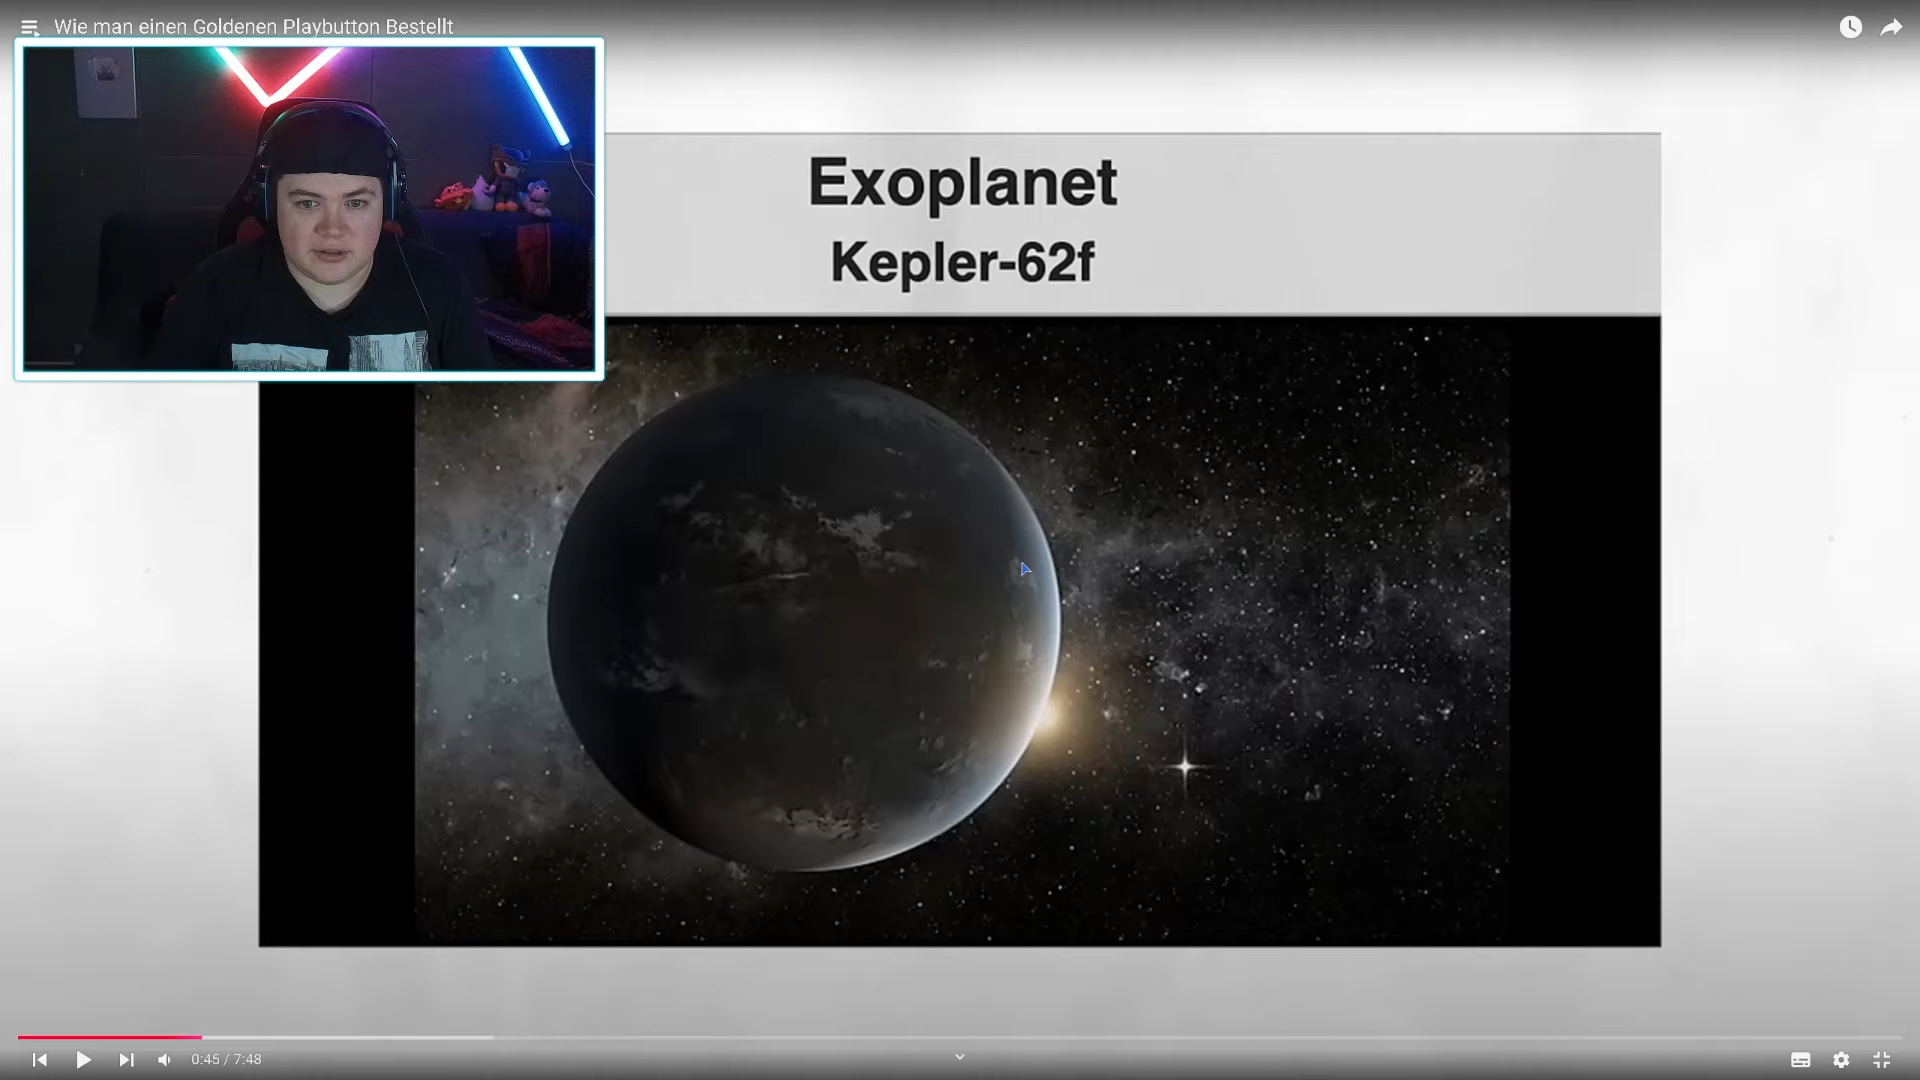 Wie man einen Goldenen Playbutton Bestellt
Exoplanet
Kepler-62f
0:45 / 7:48